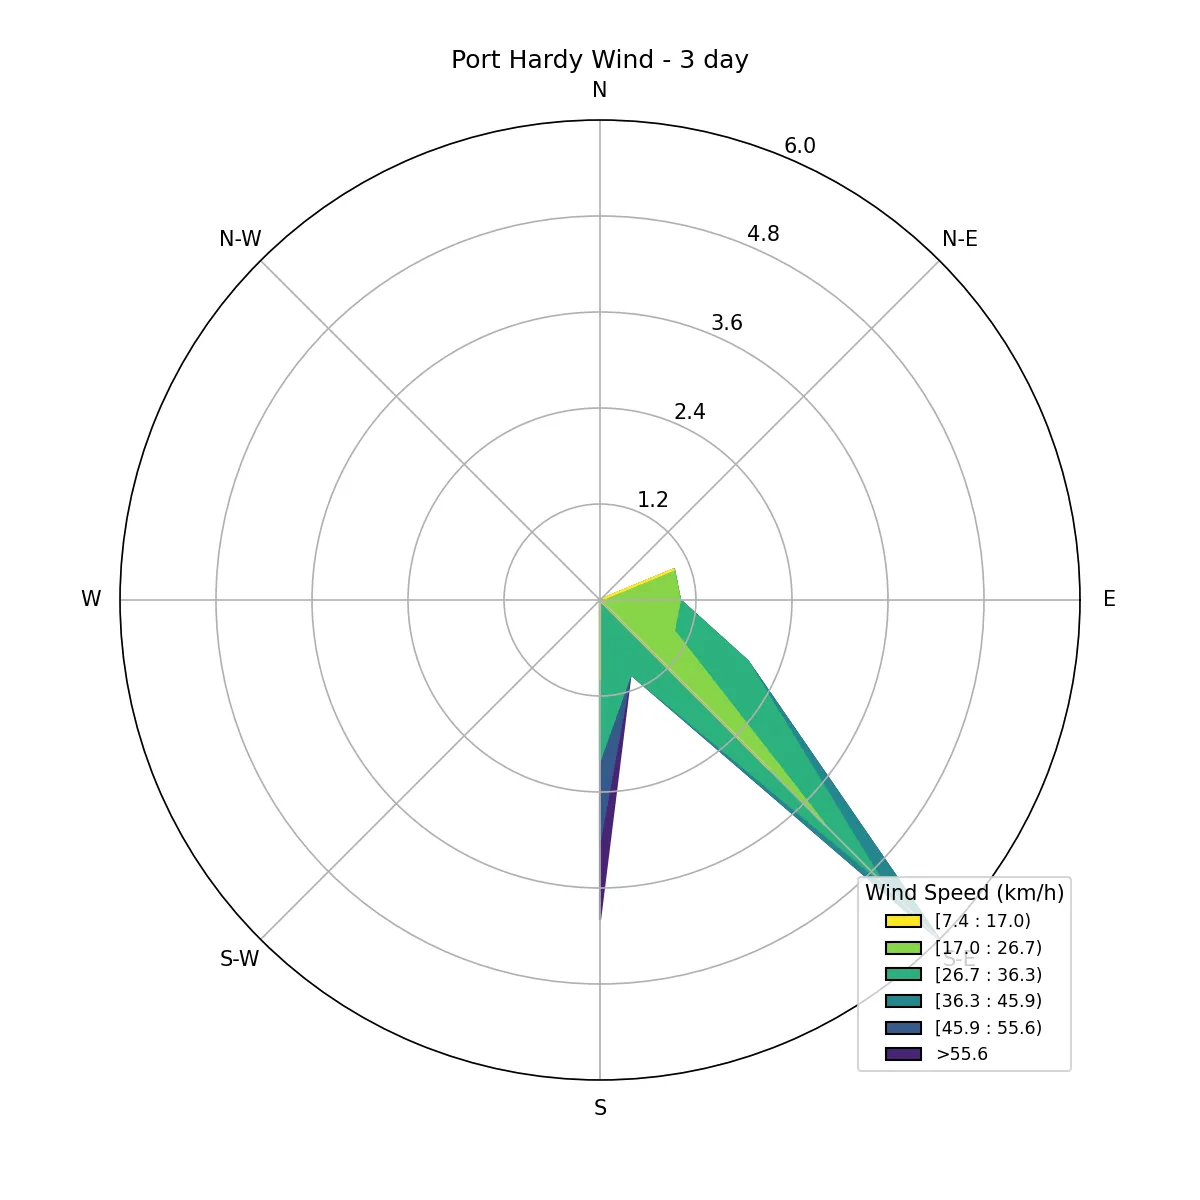 Port Hardy Wind - 3 day
N
6.0
4.8
N-W
N-E
3.6
2.4
1.2
W
E
Wind Speed (km/h)
[7.4 : 17.0)
[17.0 : 26.7)
S-W
S-E
[26.7 : 36.3)
[36.3 : 45.9)
[45.9 : 55.6)
>55.6
S